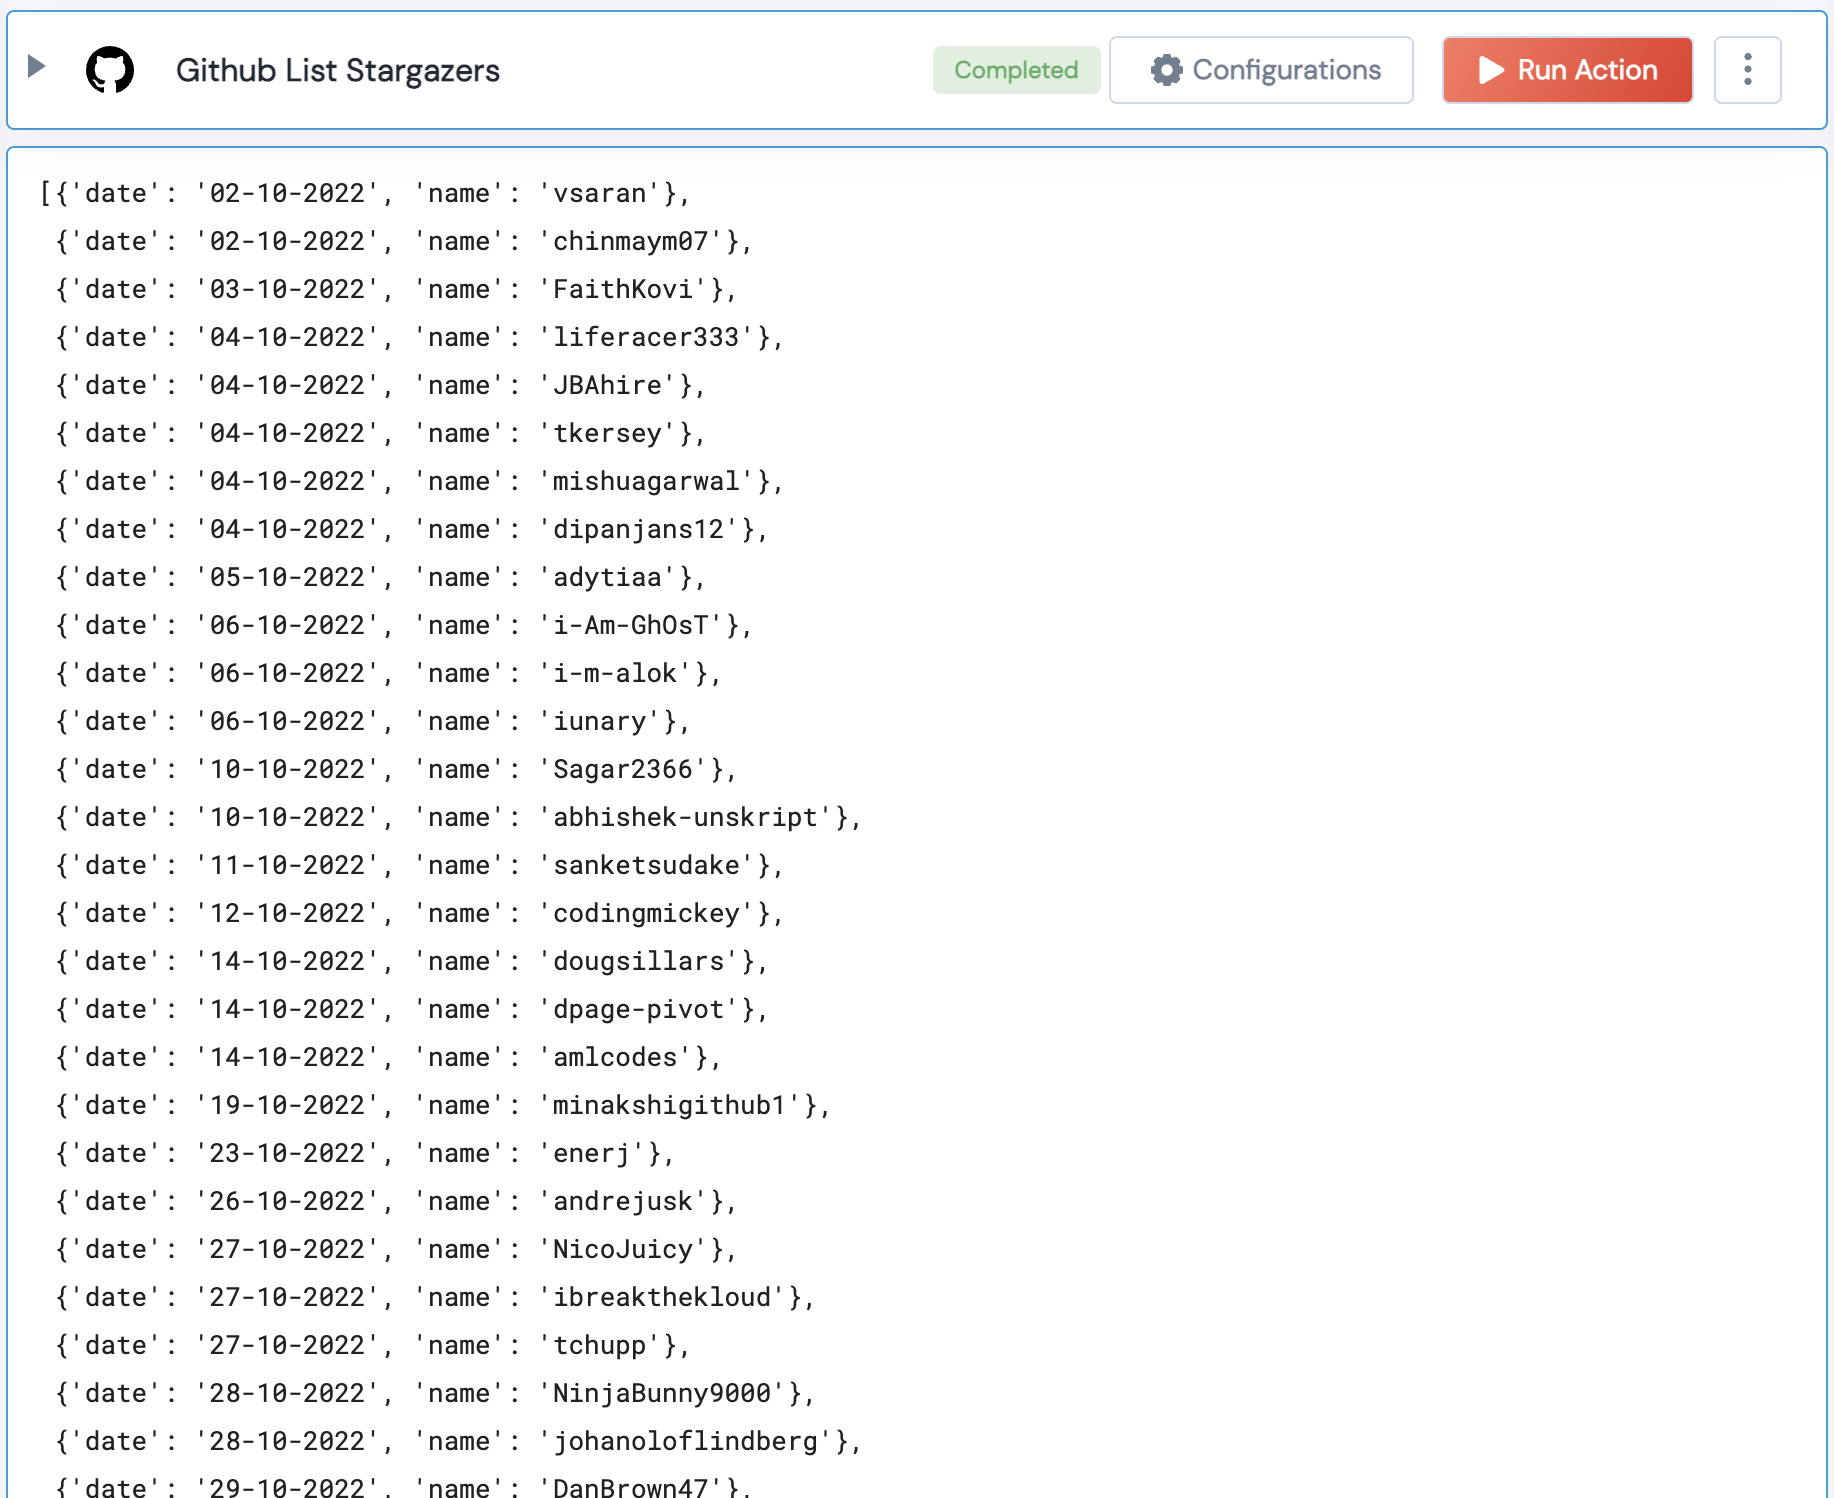 Github List Stargazers
Completed
Configurations
Run Action
[{'date': '02-10-2022', 'name': 'vsaran'},
{'date': '02-10-2022', 'name': 'chinmaym07'},
{'date': '03-10-2022', 'name': 'FaithKovi'},
{'date': '04-10-2022', 'name': 'liferacer333'},
{'date': '04-10-2022', 'name': 'JBAhire'},
{'date': '04-10-2022', 'name': 'tkersey'},
{'date': '04-10-2022', 'name': 'mishuagarwal'},
{'date': '04-10-2022', 'name': 'dipanjans12'},
{'date': '05-10-2022', 'name': 'adytiaa'},
{'date': '06-10-2022', 'name': 'i-Am-GhOsT'},
{'date': '06-10-2022', 'name': 'i-m-alok'},
{'date': '06-10-2022', 'name': 'iunary'},
{'date': '10-10-2022', 'name': 'Sagar2366'},
{'date': '10-10-2022', 'name': 'abhishek-unskript'},
{'date': '11-10-2022', 'name': 'sanketsudake'},
{'date': '12-10-2022', 'name': 'codingmickey'},
{'date': '14-10-2022', 'name': 'dougsillars'},
{'date': '14-10-2022', 'name': 'dpage-pivot'},
{'date': '14-10-2022', 'name': 'amlcodes'},
{'date': '19-10-2022', 'name': 'minakshigithub1'},
{'date': '23-10-2022', 'name': 'enerj'},
{'date': '26-10-2022', 'name': 'andrejusk'},
{'date': '27-10-2022', 'name': 'NicoJuicy'},
{'date': '27-10-2022', 'name': 'ibreakthekloud'},
{'date': '27-10-2022', 'name': 'tchupp'},
{'date': '28-10-2022', 'name': 'NinjaBunny9000'},
{'date': '28-10-2022', 'name': 'johanoloflindberg'},
{'date': '29-10-2022', 'name': 'DanBrown47'},